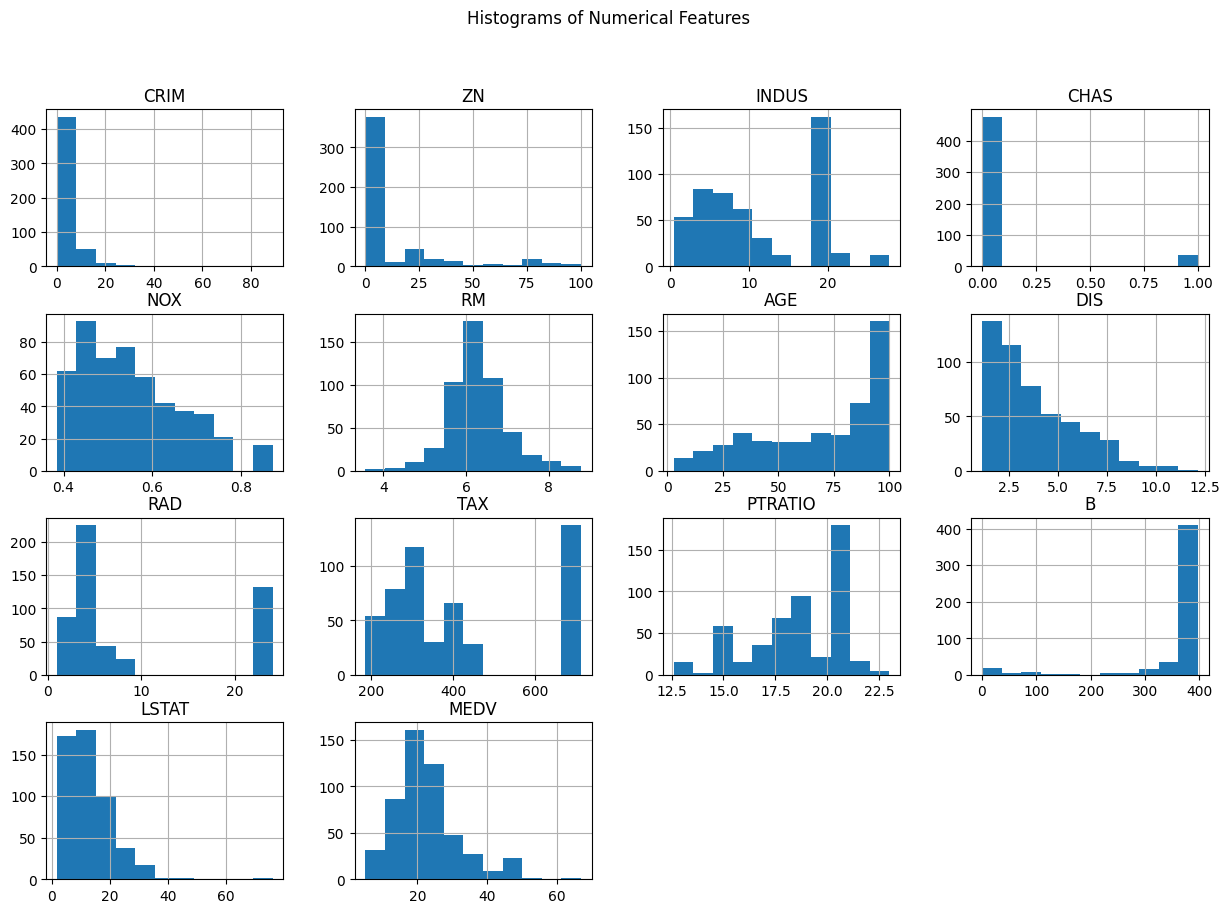 Histograms of Numerical Features
CRIM
400
300
200
100
0
0 20 40 60 80
ZN
300
200
100
0
0 25 50 75 100
INDUS
150
100
50
0
0 10 20
CHAS
400
300
200
100
0
0.00 0.25 0.50 0.75 1.00
NOX
80
60
40
20
0
0.4 0.6 0.8
RM
150
100
50
0
4 6 8
AGE
150
100
50
0
0 25 50 75 100
DIS
100
50
0
2.5 5.0 7.5 10.0 12.5
RAD
200
150
100
50
0
0 10 20
TAX
100
50
0
200 400 600
PTRATIO
150
100
50
0
12.5 15.0 17.5 20.0 22.5
B
400
300
200
100
0
0 100 200 300 400
LSTAT
150
100
50
0
0 20 40 60
MEDV
150
100
50
0
20 40 60